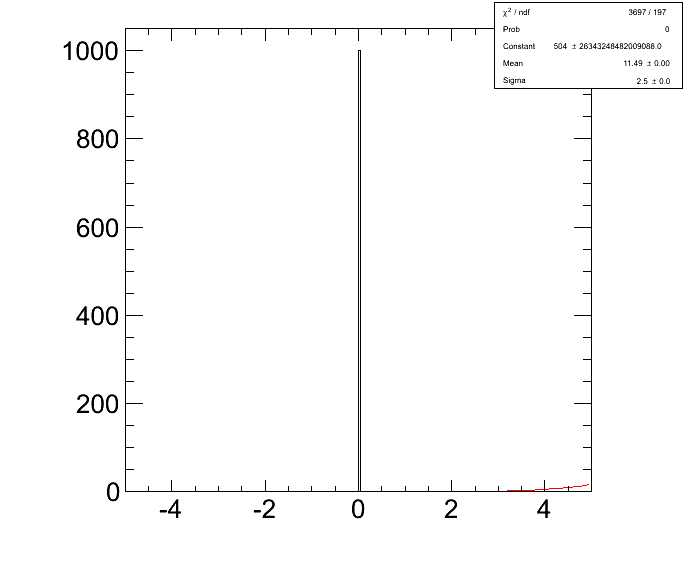 χ² / ndf 3697 / 197
Prob 0
Constant 504 ± 26343248482009088.0
Mean 11.49 ± 0.00
Sigma 2.5 ± 0.0
1000
800
600
400
200
0
-4 -2 0 2 4